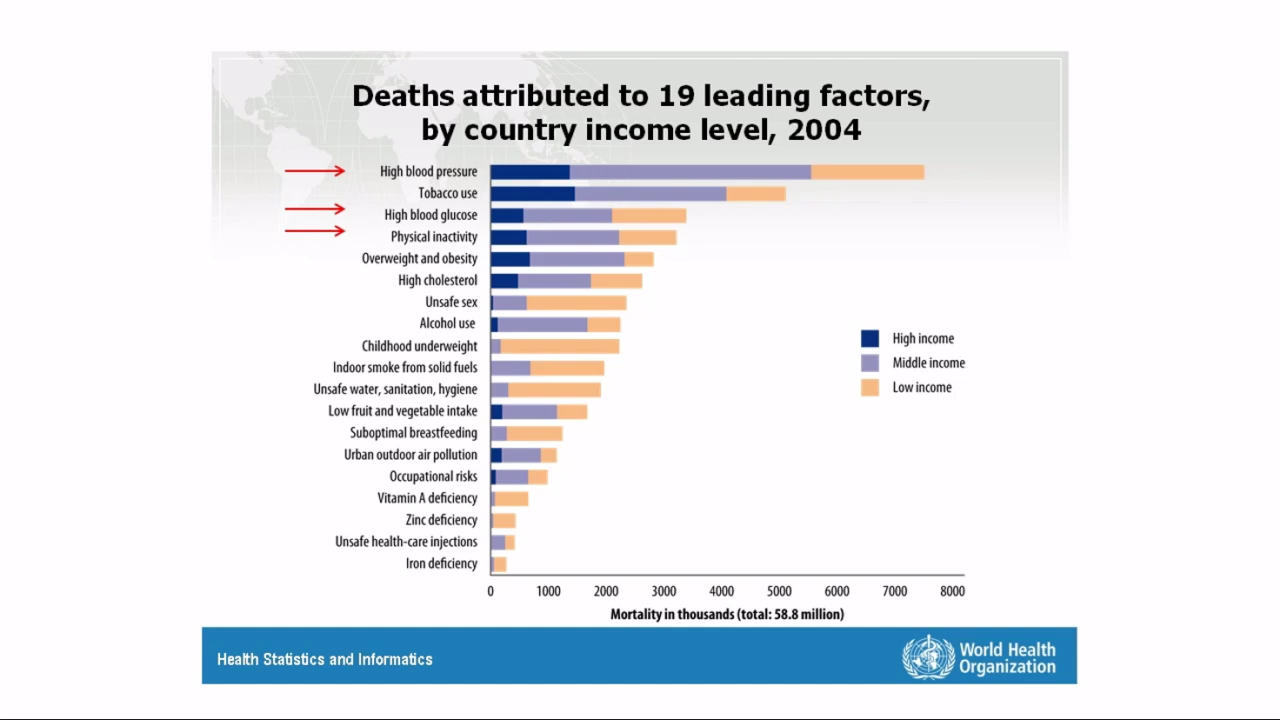 Deaths attributed to 19 leading factors,
by country income level, 2004
High blood pressure
Tobacco use
High blood glucose
Physical inactivity
Overweight and obesity
High cholesterol
Unsafe sex
Alcohol use
Childhood underweight
Indoor smoke from solid fuels
Unsafe water, sanitation, hygiene
Low fruit and vegetable intake
Suboptimal breastfeeding
Urban outdoor air pollution
Occupational risks
Vitamin A deficiency
Zinc deficiency
Unsafe health-care injections
Iron deficiency
High income
Middle income
Low income
0 1000 2000 3000 4000 5000 6000 7000 8000
Mortality in thousands (total: 58.8 million)
Health Statistics and Informatics
World Health
Organization